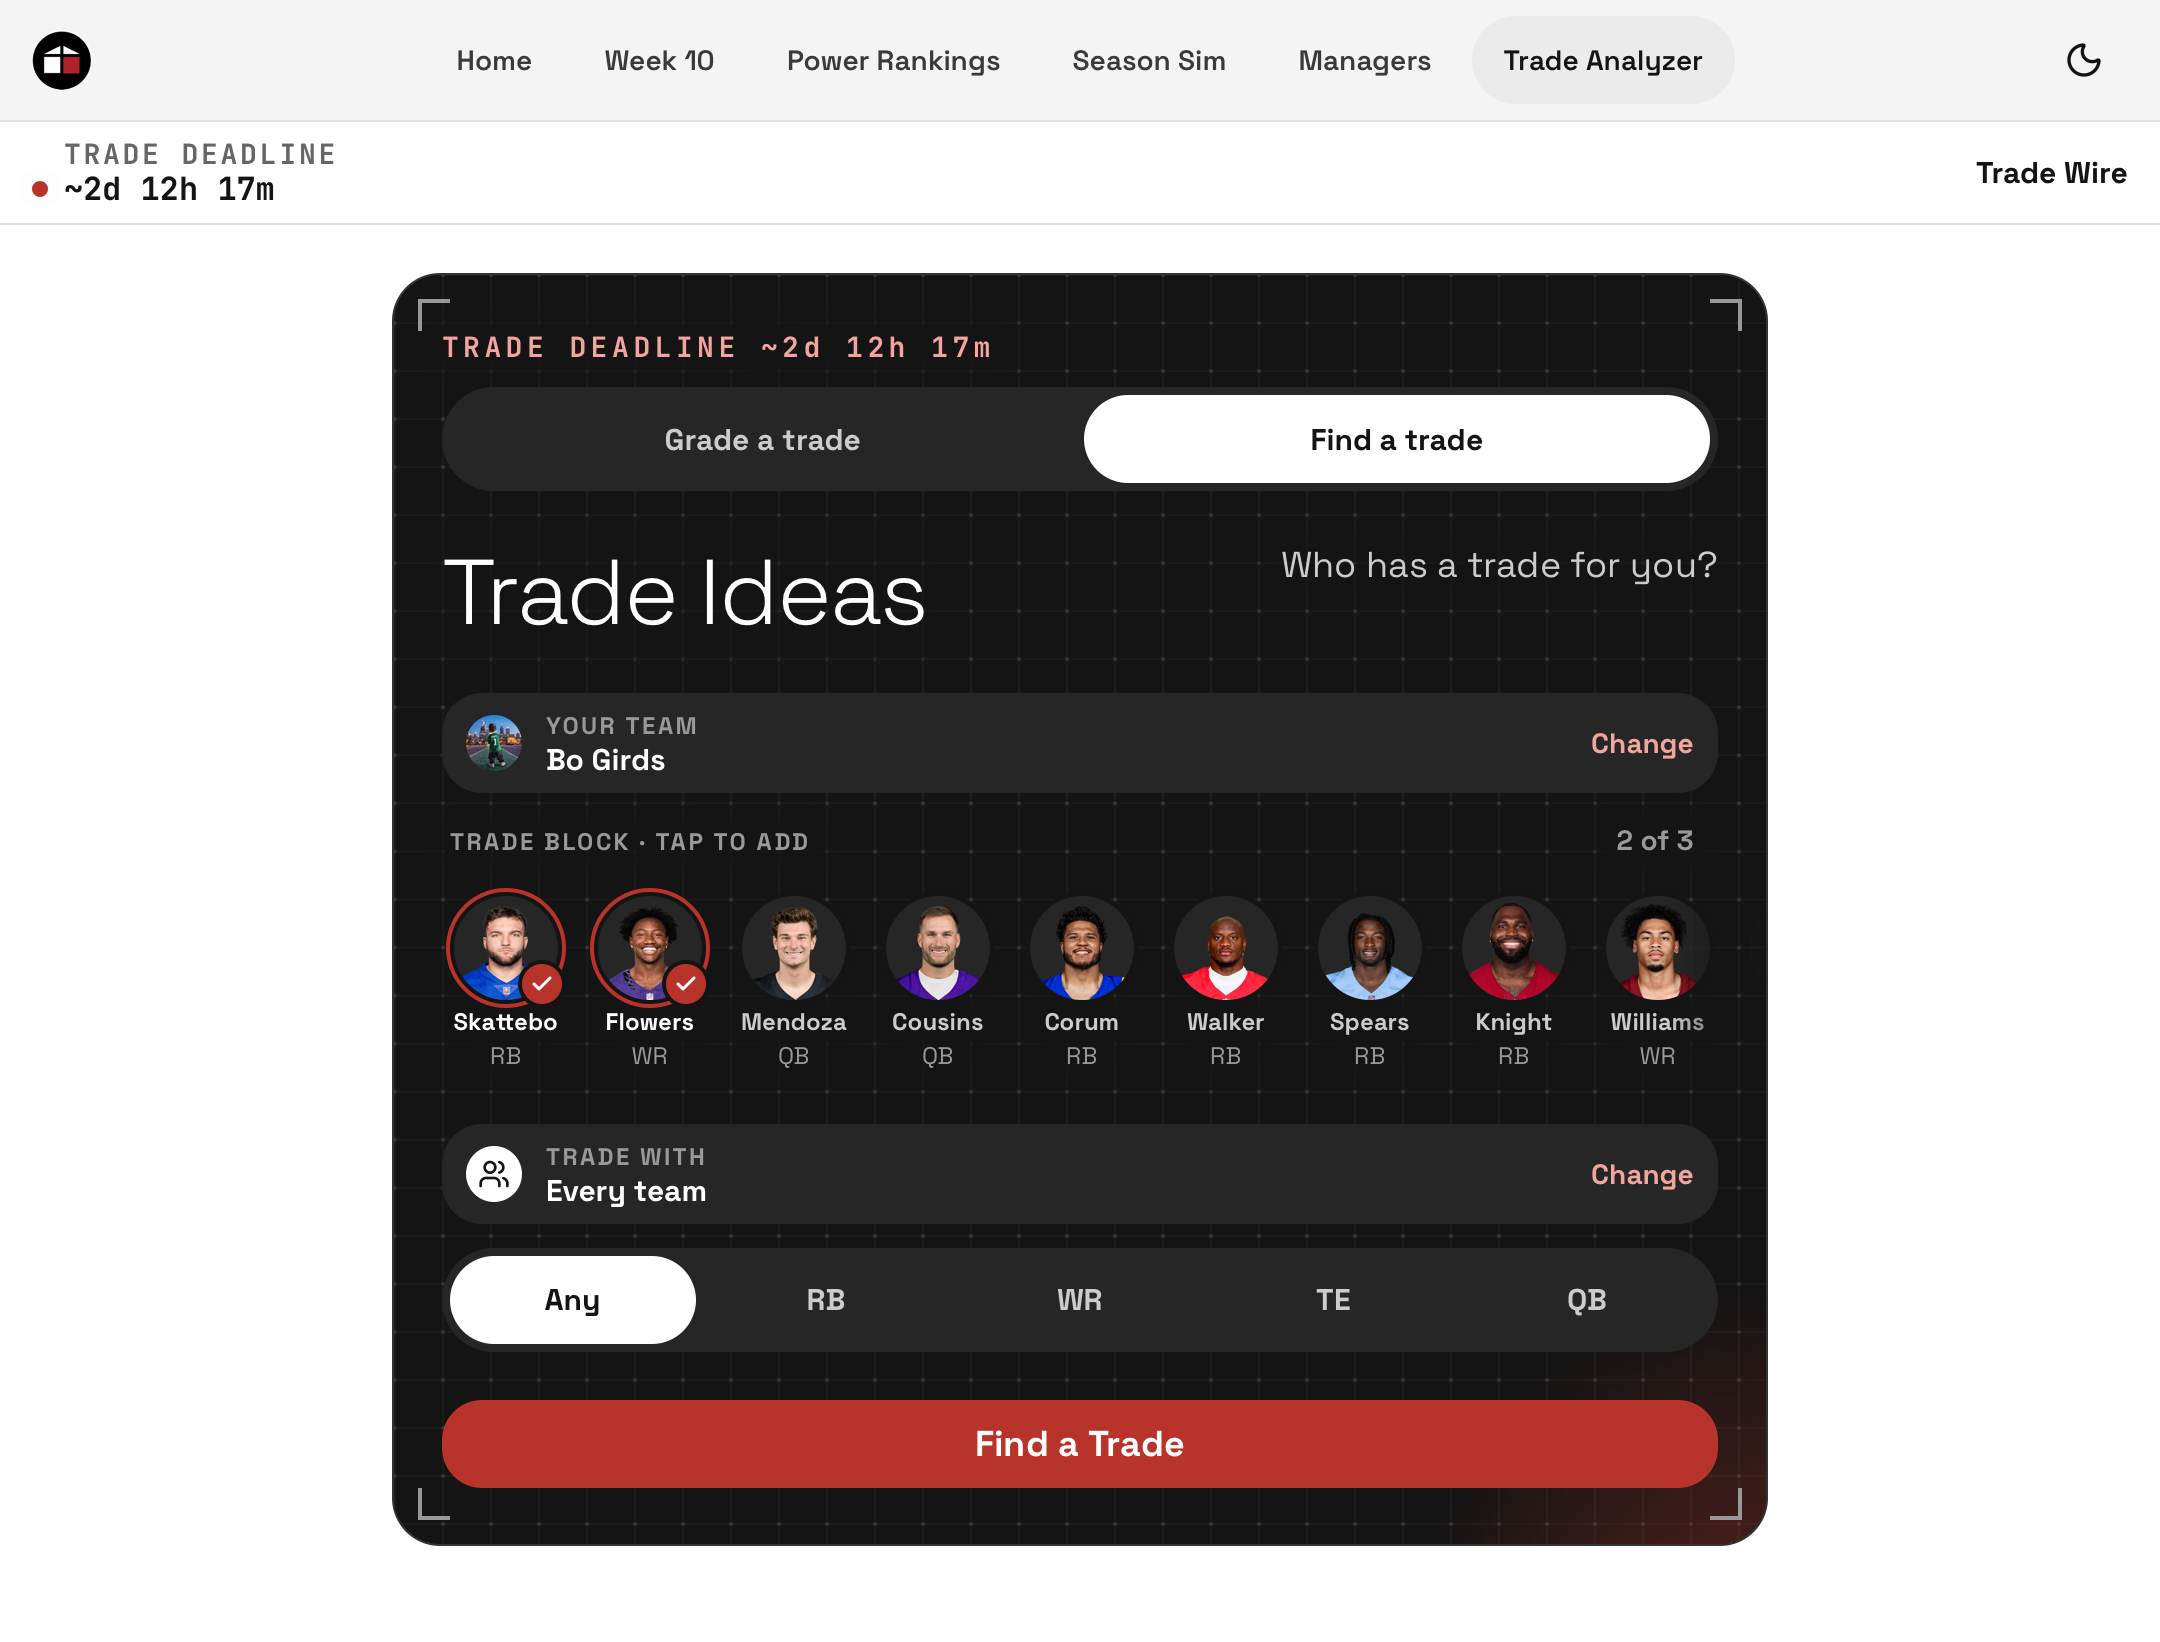 Home Week 10 Power Rankings Season Sim Managers Trade Analyzer
TRADE DEADLINE
~2d 12h 17m
Trade Wire
TRADE DEADLINE ~2d 12h 17m
Grade a trade Find a trade
Trade Ideas
Who has a trade for you?
YOUR TEAM
Bo Girds
Change
TRADE BLOCK · TAP TO ADD
2 of 3
Skattebo Flowers Mendoza Cousins Corum Walker Spears Knight Williams
RB WR QB QB RB RB RB RB WR
TRADE WITH
Every team
Change
Any RB WR TE QB
Find a Trade